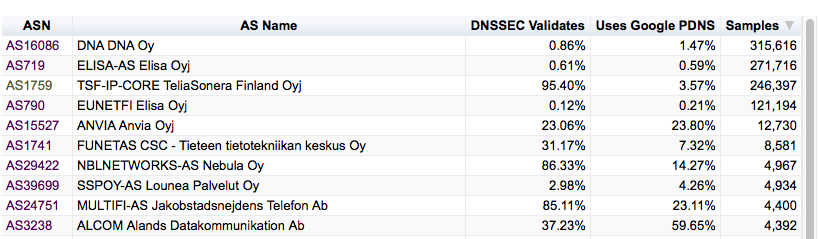 ASN AS Name DNSSEC Validates Uses Google PDNS Samples
AS16086 DNA DNA Oy 0.86% 1.47% 315,616
AS719 ELISA-AS Elisa Oyj 0.61% 0.59% 271,716
AS1759 TSF-IP-CORE TeliaSonera Finland Oyj 95.40% 3.57% 246,397
AS790 EUNETFI Elisa Oyj 0.12% 0.21% 121,194
AS15527 ANVIA Anvia Oyj 23.06% 23.80% 12,730
AS1741 FUNETAS CSC - Tieteen tietotekniikan keskus Oy 31.17% 7.32% 8,581
AS29422 NBLNETWORKS-AS Nebula Oy 86.33% 14.27% 4,967
AS39699 SSPOY-AS Lounea Palvelut Oy 2.98% 4.26% 4,934
AS24751 MULTIFI-AS Jakobstadsnejdens Telefon Ab 85.11% 23.11% 4,400
AS3238 ALCOM Alands Datakommunikation Ab 37.23% 59.65% 4,392